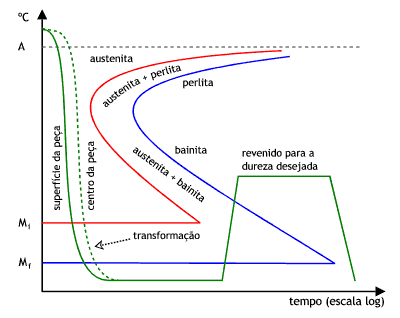 ºC
A
austenita
austenita + perlita
perlita
superfície da peça
centro da peça
bainita
austenita + bainita
revenido para a
dureza desejada
Mi
transformação
Mf
tempo (escala log)